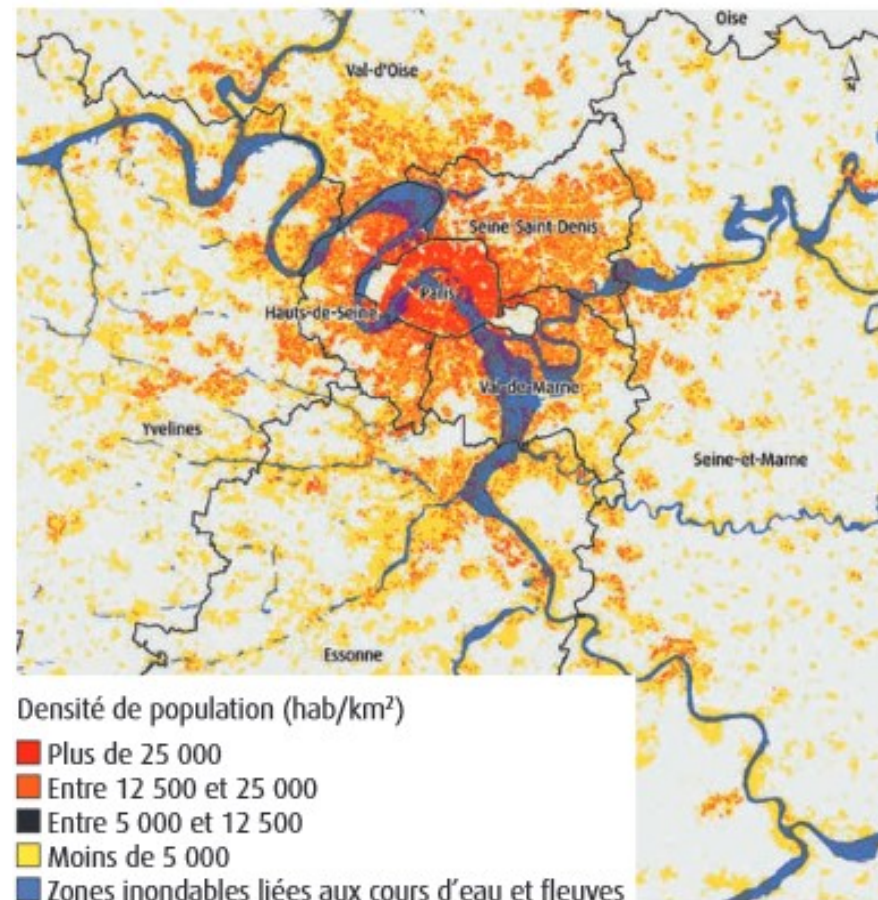 Oise
Val-d'Oise
N
Seine Saint Denis
Paris
Hauts-de-Seine
Val-de-Marne
Yvelines
Seine-et-Marne
Essonne
Densité de population (hab/km²)
Plus de 25 000
Entre 12 500 et 25 000
Entre 5 000 et 12 500
Moins de 5 000
Zones inondables liées aux cours d'eau et fleuves